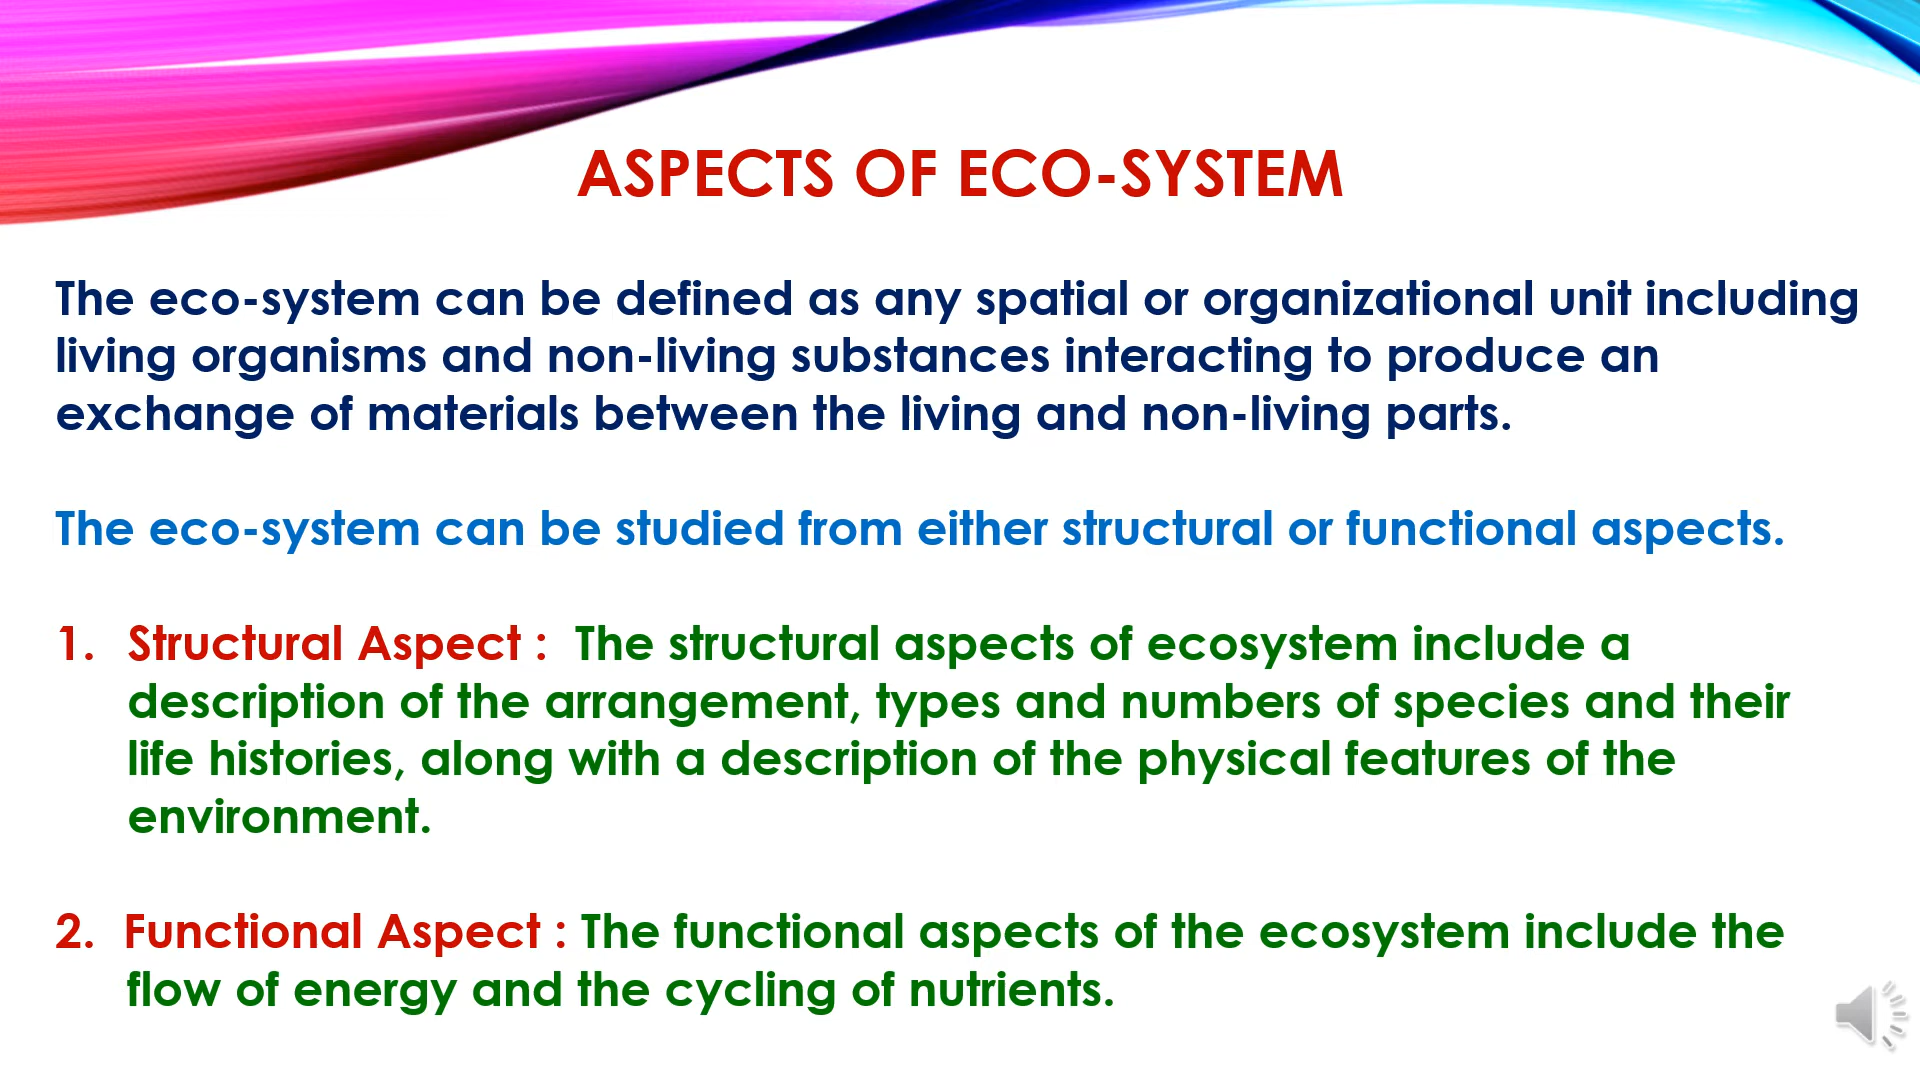 ASPECTS OF ECO-SYSTEM
The eco-system can be defined as any spatial or organizational unit including
living organisms and non-living substances interacting to produce an
exchange of materials between the living and non-living parts.
The eco-system can be studied from either structural or functional aspects.
1. Structural Aspect : The structural aspects of ecosystem include a
description of the arrangement, types and numbers of species and their
life histories, along with a description of the physical features of the
environment.
2. Functional Aspect : The functional aspects of the ecosystem include the
flow of energy and the cycling of nutrients.